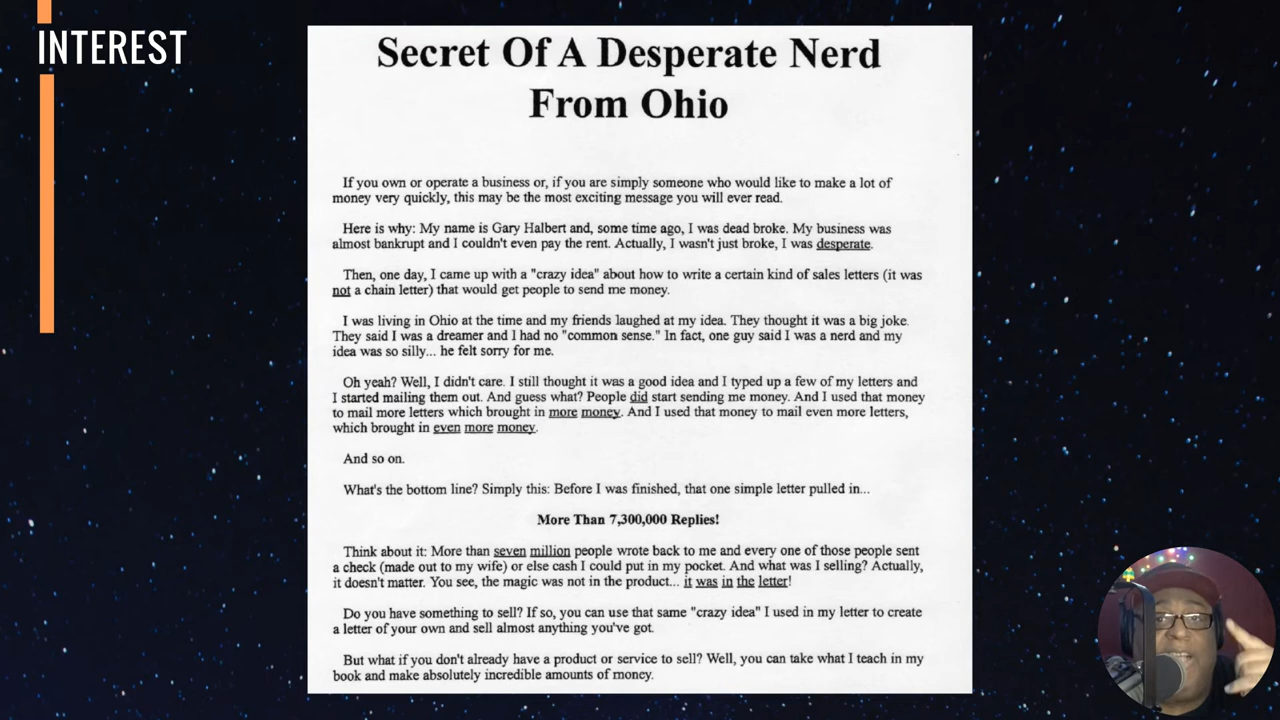 INTEREST
Secret Of A Desperate Nerd
From Ohio
If you own or operate a business or, if you are simply someone who would like to make a lot of
money very quickly, this may be the most exciting message you will ever read.
Here is why: My name is Gary Halbert and, some time ago, I was dead broke. My business was
almost bankrupt and I couldn't even pay the rent. Actually, I wasn't just broke, I was desperate.
Then, one day, I came up with a "crazy idea" about how to write a certain kind of sales letters (it was
not a chain letter) that would get people to send me money.
I was living in Ohio at the time and my friends laughed at my idea. They thought it was a big joke.
They said I was a dreamer and I had no "common sense." In fact, one guy said I was a nerd and my
idea was so silly... he felt sorry for me.
Oh yeah? Well, I didn't care. I still thought it was a good idea and I typed up a few of my letters and
I started mailing them out. And guess what? People did start sending me money. And I used that money
to mail more letters which brought in more money. And I used that money to mail even more letters,
which brought in even more money.
And so on.
What's the bottom line? Simply this: Before I was finished, that one simple letter pulled in...
More Than 7,300,000 Replies!
Think about it: More than seven million people wrote back to me and every one of those people sent
a check (made out to my wife) or else cash I could put in my pocket. And what was I selling? Actually,
it doesn't matter. You see, the magic was not in the product... it was in the letter!
Do you have something to sell? If so, you can use that same "crazy idea" I used in my letter to create
a letter of your own and sell almost anything you've got.
But what if you don't already have a product or service to sell? Well, you can take what I teach in my
book and make absolutely incredible amounts of money.